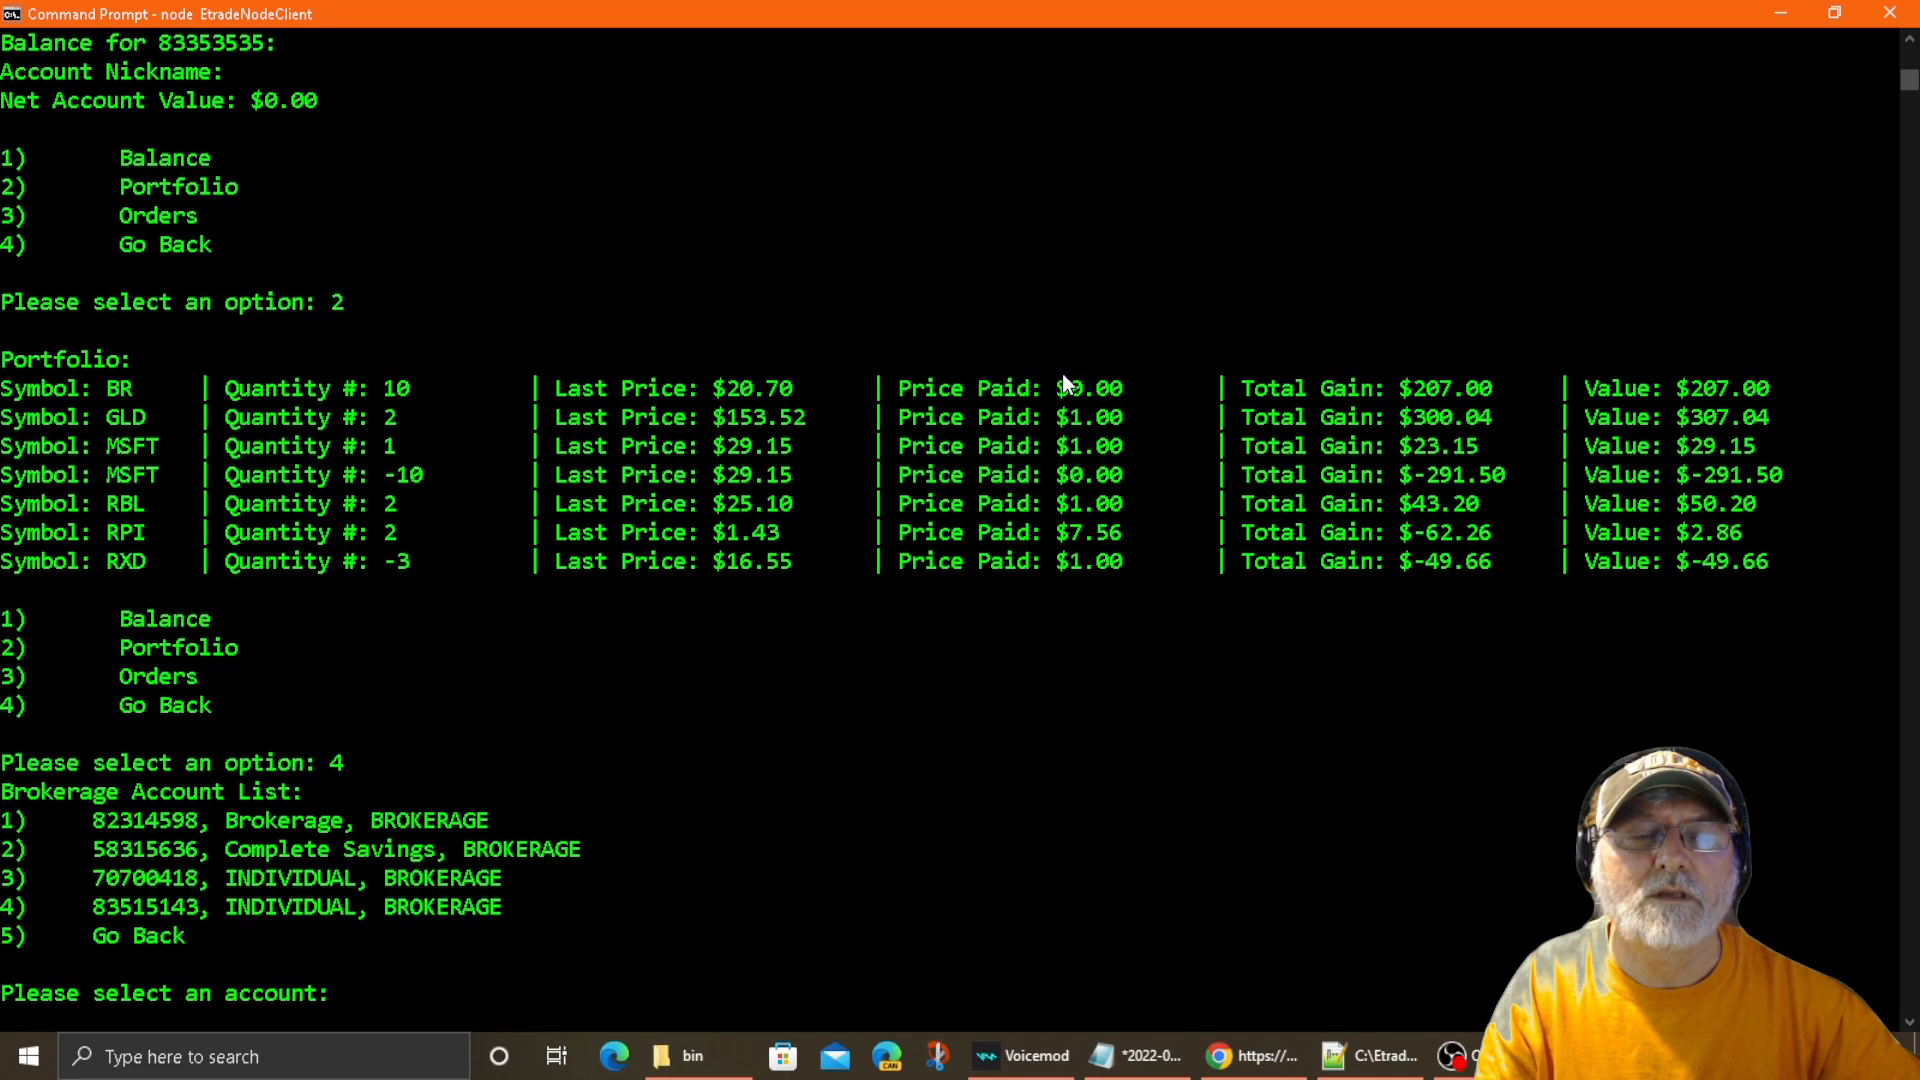 Command Prompt - node EtradeNodeClient
Balance for 83353535:
Account Nickname:
Net Account Value: $0.00
1) Balance
2) Portfolio
3) Orders
4) Go Back
Please select an option: 2
Portfolio:
Symbol: BR | Quantity #: 10 | Last Price: $20.70 | Price Paid: $0.00 | Total Gain: $207.00 | Value: $207.00
Symbol: GLD | Quantity #: 2 | Last Price: $153.52 | Price Paid: $1.00 | Total Gain: $300.04 | Value: $307.04
Symbol: MSFT | Quantity #: 1 | Last Price: $29.15 | Price Paid: $1.00 | Total Gain: $23.15 | Value: $29.15
Symbol: MSFT | Quantity #: -10 | Last Price: $29.15 | Price Paid: $0.00 | Total Gain: $-291.50 | Value: $-291.50
Symbol: RBL | Quantity #: 2 | Last Price: $25.10 | Price Paid: $1.00 | Total Gain: $43.20 | Value: $50.20
Symbol: RPI | Quantity #: 2 | Last Price: $1.43 | Price Paid: $7.56 | Total Gain: $-62.26 | Value: $2.86
Symbol: RXD | Quantity #: -3 | Last Price: $16.55 | Price Paid: $1.00 | Total Gain: $-49.66 | Value: $-49.66
1) Balance
2) Portfolio
3) Orders
4) Go Back
Please select an option: 4
Brokerage Account List:
1) 82314598, Brokerage, BROKERAGE
2) 58315636, Complete Savings, BROKERAGE
3) 70700418, INDIVIDUAL, BROKERAGE
4) 83515143, INDIVIDUAL, BROKERAGE
5) Go Back
Please select an account:
Type here to search bin CAN Voicemod *2022-0... https://... C:\Etrad...